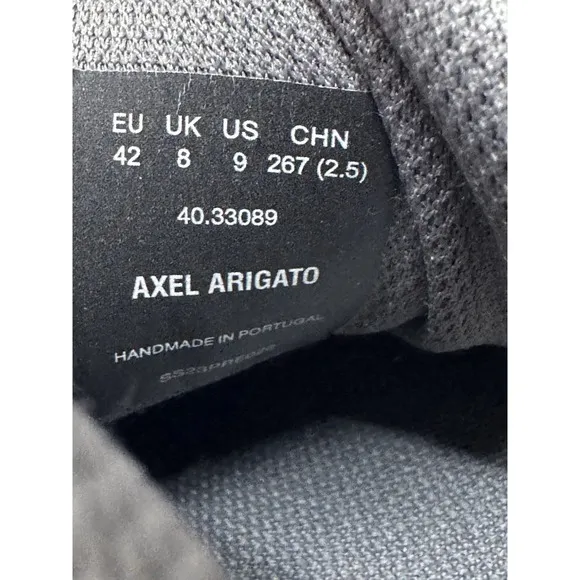 EU UK US CHN
42 8 9 267 (2.5)
40.33089
AXEL ARIGATO
HANDMADE IN PORTUGAL